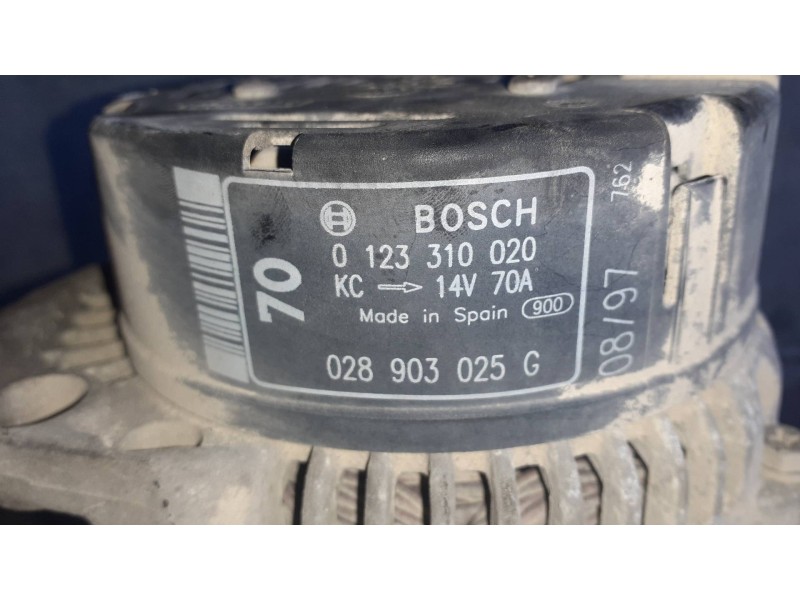 BOSCH
0 123 310 020
KC → 14V 70A
Made in Spain 900
028 903 025 G
70
762
08/97